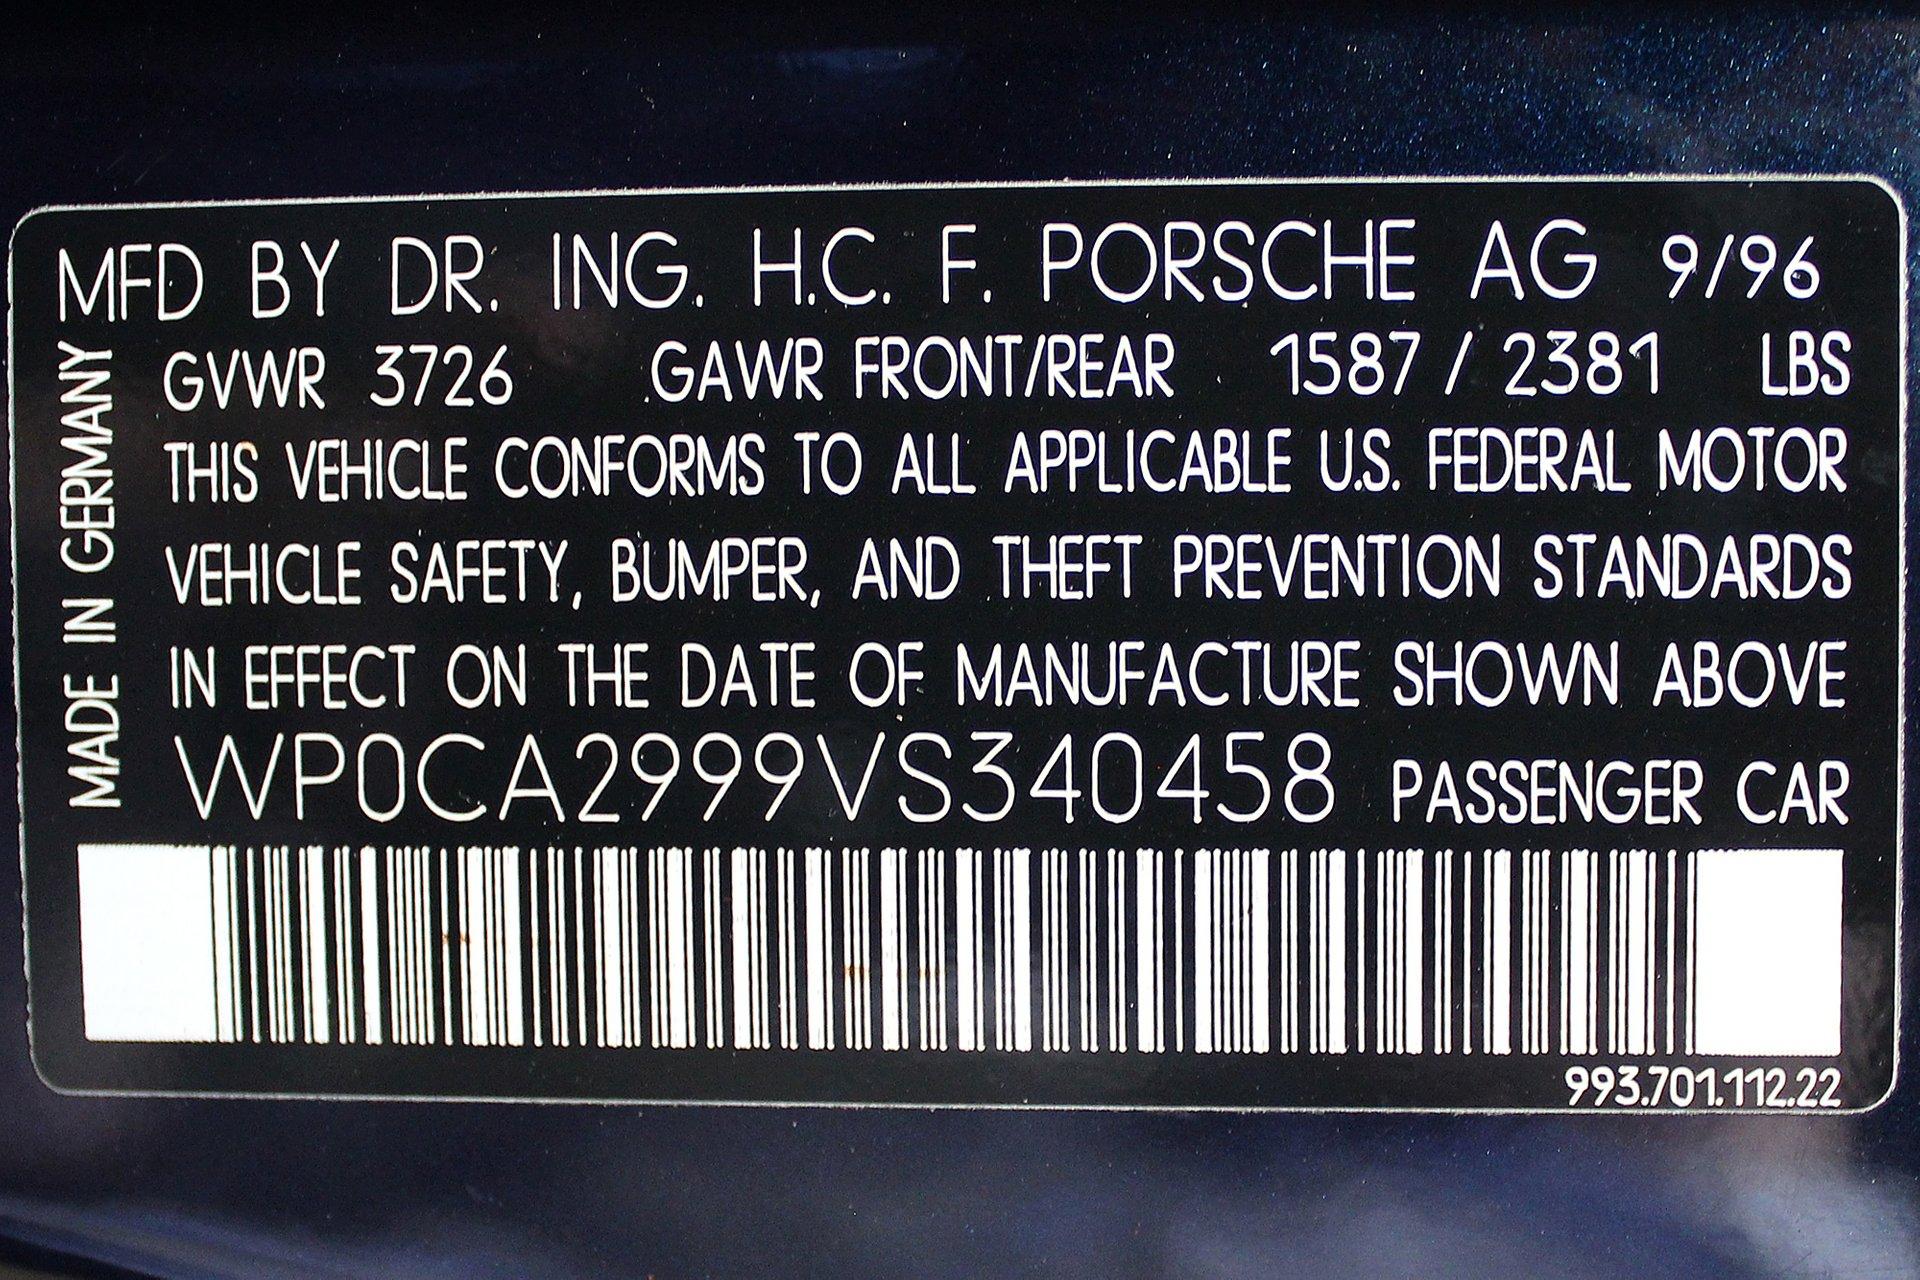 MFD BY DR. ING. H.C. F. PORSCHE AG 9/96
GVWR 3726 GAWR FRONT/REAR 1587 / 2381 LBS
THIS VEHICLE CONFORMS TO ALL APPLICABLE U.S. FEDERAL MOTOR
VEHICLE SAFETY, BUMPER, AND THEFT PREVENTION STANDARDS
IN EFFECT ON THE DATE OF MANUFACTURE SHOWN ABOVE
WP0CA2999VS340458 PASSENGER CAR
993.701.112.22
MADE IN GERMANY